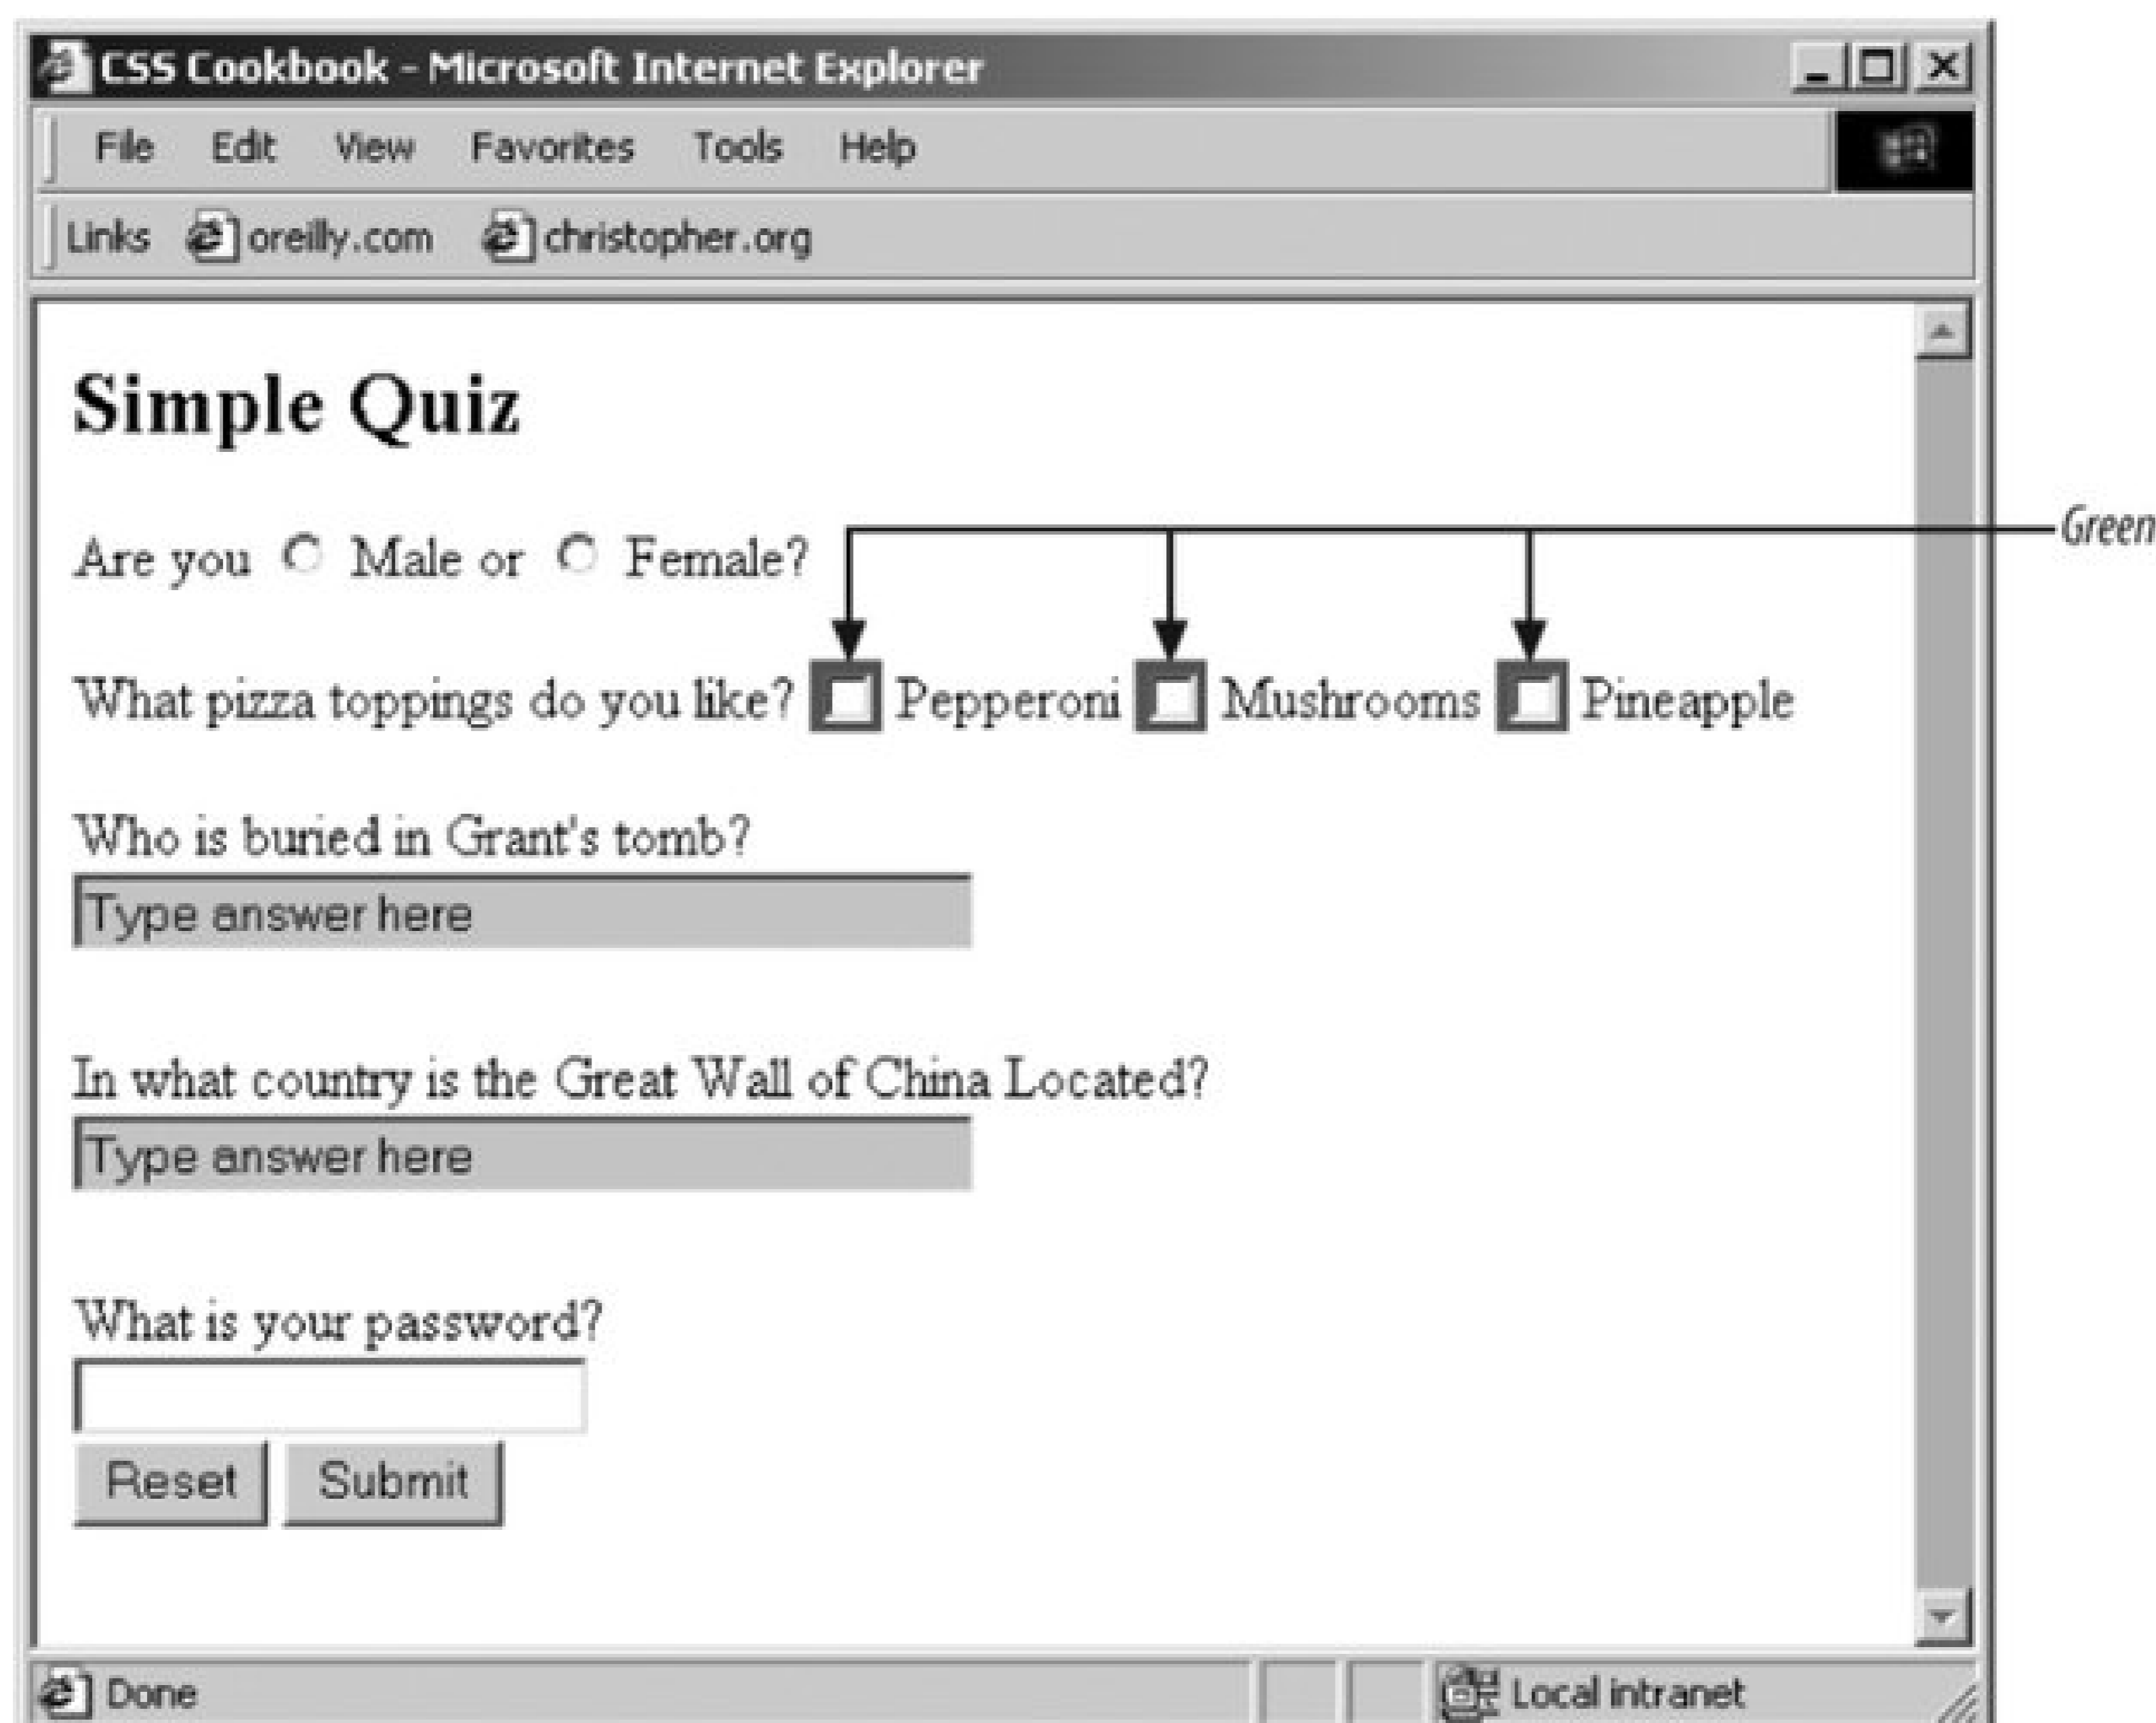 CSS Cookbook - Microsoft Internet Explorer
File Edit View Favorites Tools Help
Links oreilly.com christopher.org
Simple Quiz
Are you Male or Female?
Green
What pizza toppings do you like? Pepperoni Mushrooms Pineapple
Who is buried in Grant's tomb?
Type answer here
In what country is the Great Wall of China Located?
Type answer here
What is your password?
Reset Submit
Done Local intranet